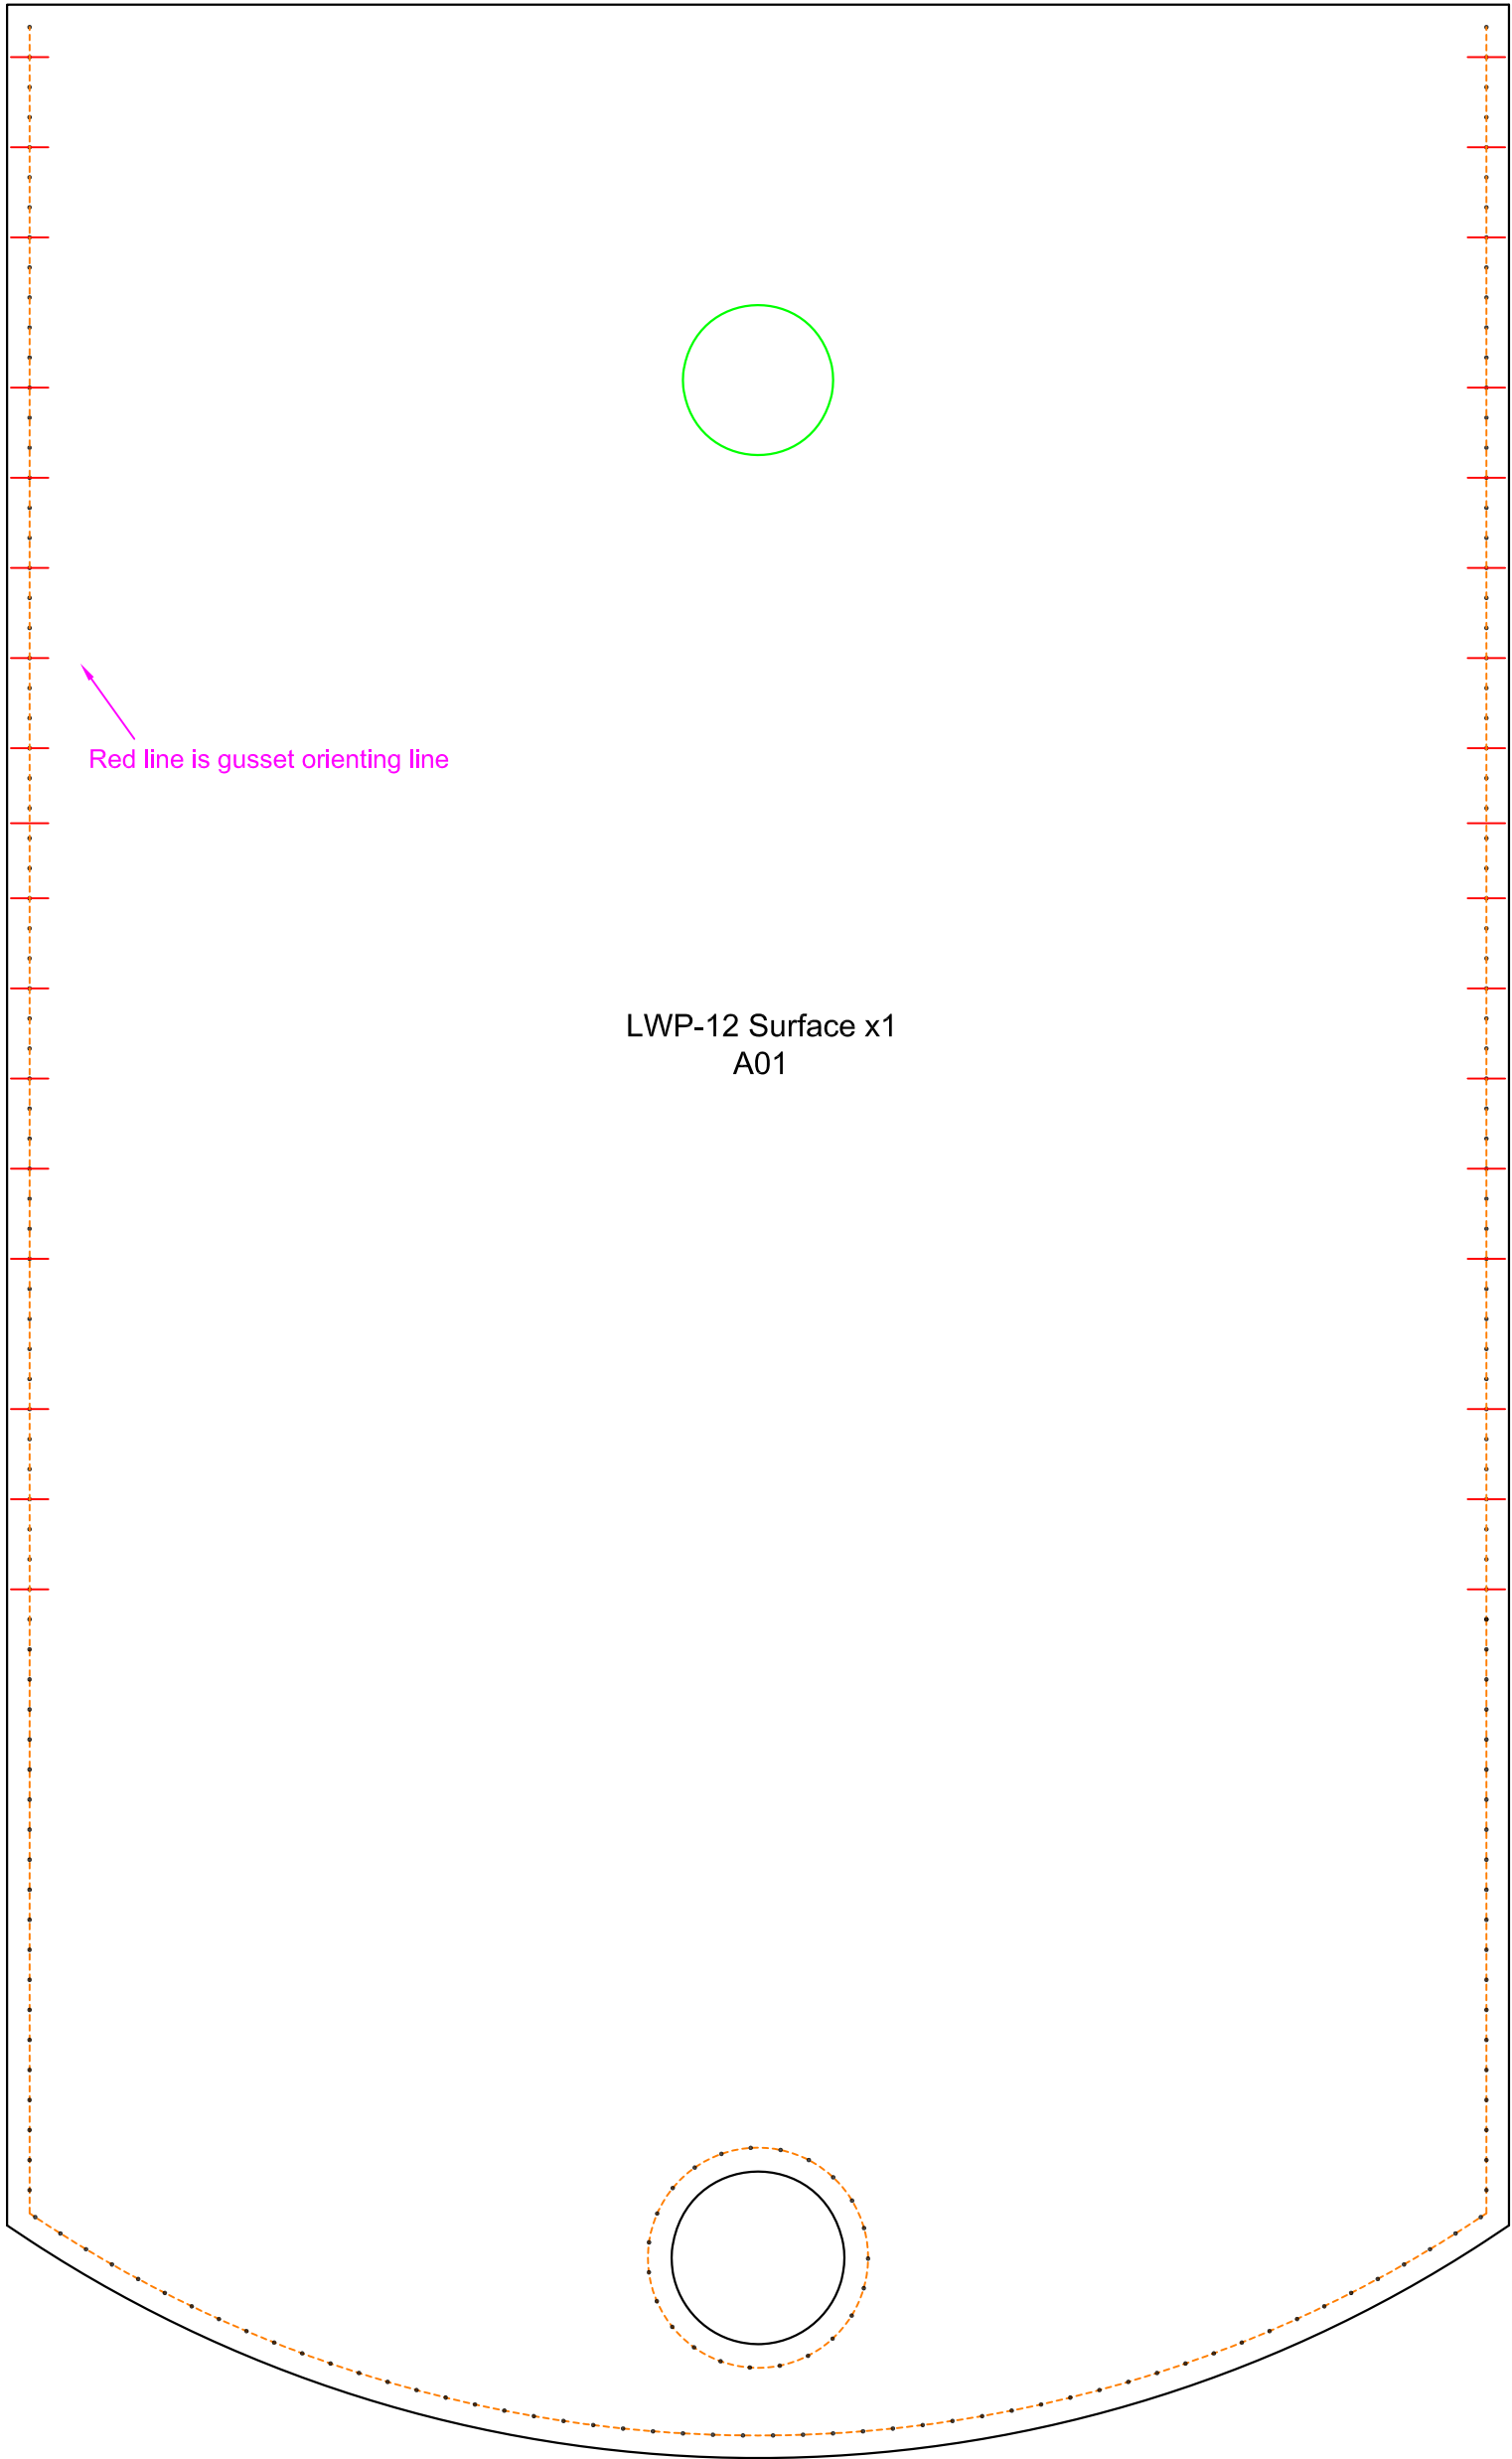 Red line is gusset orienting line
LWP-12 Surface x1
A01